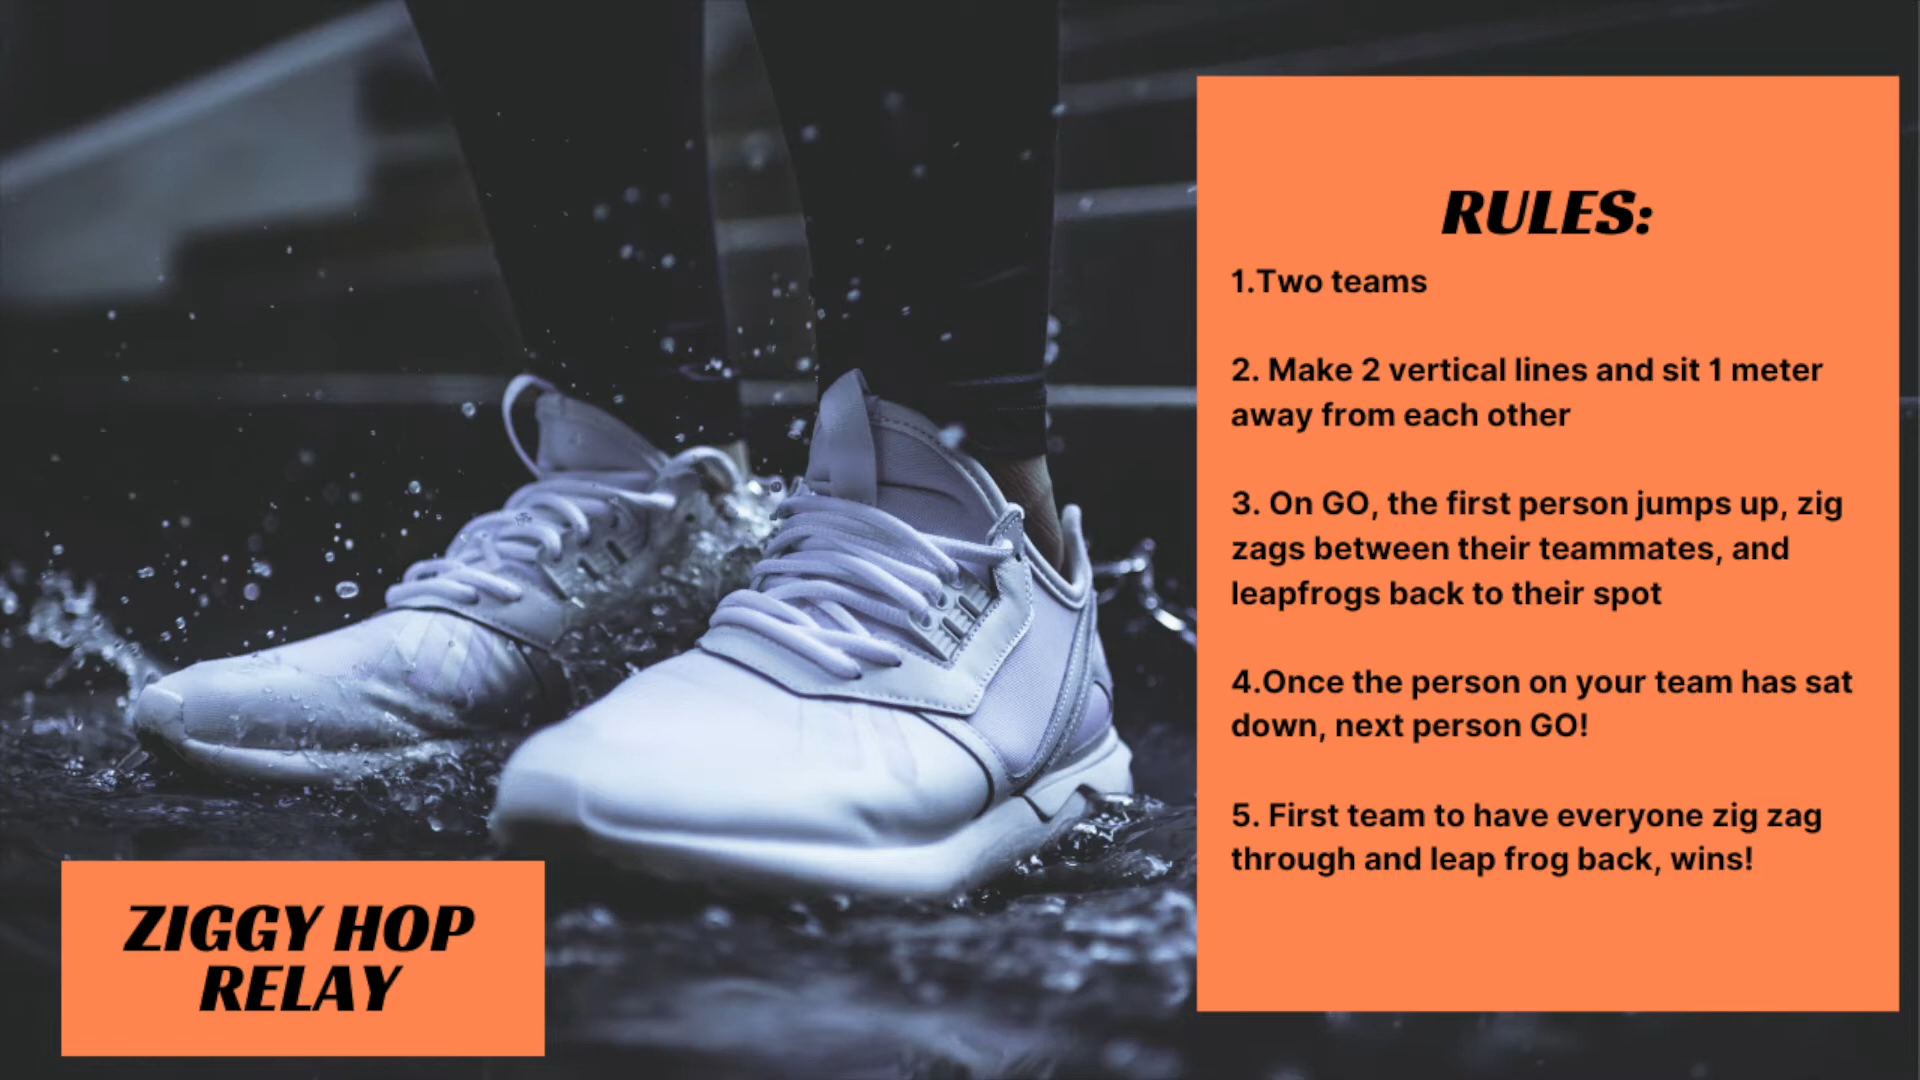 RULES:
1.Two teams
2. Make 2 vertical lines and sit 1 meter
away from each other
3. On GO, the first person jumps up, zig
zags between their teammates, and
leapfrogs back to their spot
4.Once the person on your team has sat
down, next person GO!
5. First team to have everyone zig zag
through and leap frog back, wins!
ZIGGY HOP
RELAY